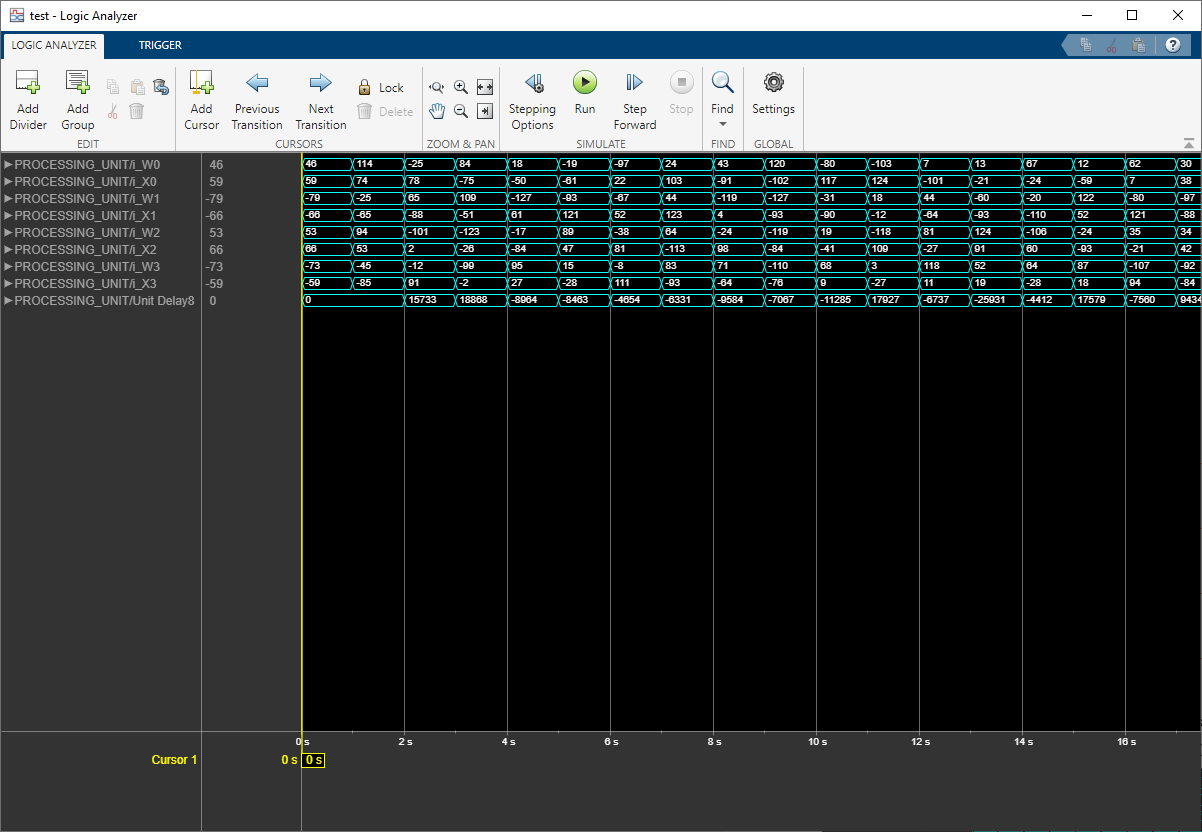 test - Logic Analyzer
LOGIC ANALYZER TRIGGER
?
Add Divider
Add Group
EDIT
Add Cursor
Previous Transition
Next Transition
Lock
Delete
CURSORS
ZOOM & PAN
Stepping Options
Run
Step Forward
Stop
SIMULATE
Find
FIND
Settings
GLOBAL
PROCESSING_UNIT/i_W0 46 46 114 -25 84 18 -19 -97 24 43 120 -80 -103 7 13 67 12 62 30
PROCESSING_UNIT/i_X0 59 59 74 78 -75 -50 -61 22 103 -91 -102 117 124 -101 -21 -24 -59 7 38
PROCESSING_UNIT/i_W1 -79 -79 -25 65 109 -127 -93 -67 44 -119 -127 -31 18 44 -60 -20 122 -80 -97
PROCESSING_UNIT/i_X1 -66 -66 -65 -88 -51 61 121 52 123 4 -93 -90 -12 -64 -93 -110 52 121 -88
PROCESSING_UNIT/i_W2 53 53 94 -101 -123 -17 89 -38 64 -24 -119 19 -118 81 124 -106 -24 35 34
PROCESSING_UNIT/i_X2 66 66 53 2 -26 -84 47 81 -113 98 -84 -41 109 -27 91 60 -93 -21 42
PROCESSING_UNIT/i_W3 -73 -73 -45 -12 -99 95 15 -8 83 71 -110 68 3 118 52 64 87 -107 -92
PROCESSING_UNIT/i_X3 -59 -59 -85 91 -2 27 -28 111 -93 -64 -76 9 -27 11 19 -28 18 94 -84
PROCESSING_UNIT/Unit Delay8 0 0 15733 18868 -8964 -8463 -4654 -6331 -9584 -7067 -11285 17927 -6737 -25931 -4412 17579 -7560 9434
0 s 2 s 4 s 6 s 8 s 10 s 12 s 14 s 16 s
Cursor 1 0 s 0 s